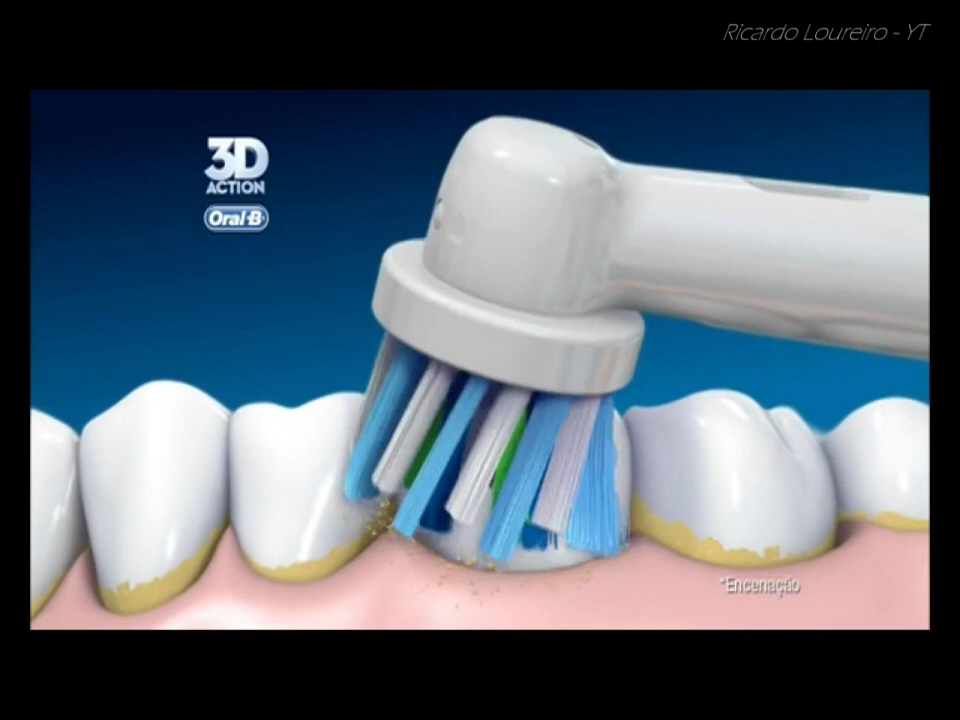 Ricardo Loureiro - YT
3D
ACTION
Oral-B
*Encenação